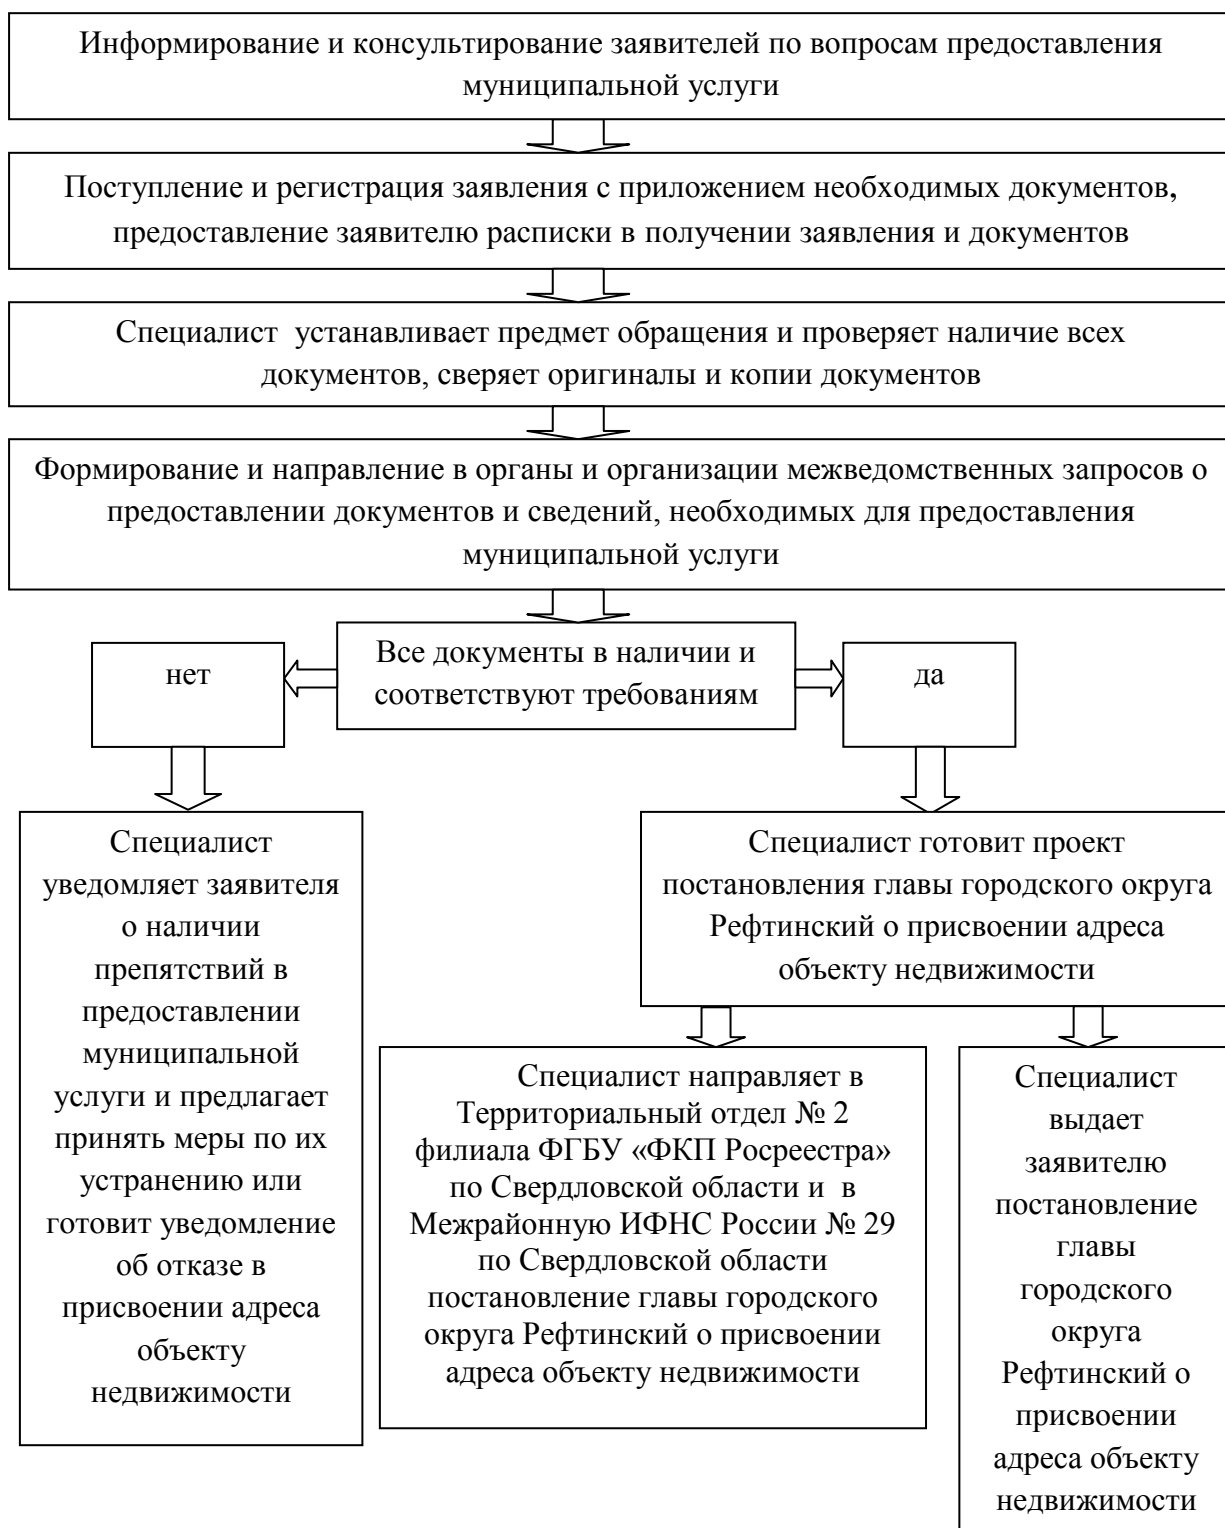 Информирование и консультирование заявителей по вопросам предоставления
муниципальной услуги
Поступление и регистрация заявления с приложением необходимых документов,
предоставление заявителю расписки в получении заявления и документов
Специалист устанавливает предмет обращения и проверяет наличие всех
документов, сверяет оригиналы и копии документов
Формирование и направление в органы и организации межведомственных запросов о
предоставлении документов и сведений, необходимых для предоставления
муниципальной услуги
Все документы в наличии и
соответствуют требованиям
нет
да
Специалист
уведомляет заявителя
о наличии
препятствий в
предоставлении
муниципальной
услуги и предлагает
принять меры по их
устранению или
готовит уведомление
об отказе в
присвоении адреса
объекту
недвижимости
Специалист готовит проект
постановления главы городского округа
Рефтинский о присвоении адреса
объекту недвижимости
Специалист направляет в
Территориальный отдел № 2
филиала ФГБУ «ФКП Росреестра»
по Свердловской области и в
Межрайонную ИФНС России № 29
по Свердловской области
постановление главы городского
округа Рефтинский о присвоении
адреса объекту недвижимости
Специалист
выдает
заявителю
постановление
главы
городского
округа
Рефтинский о
присвоении
адреса объекту
недвижимости